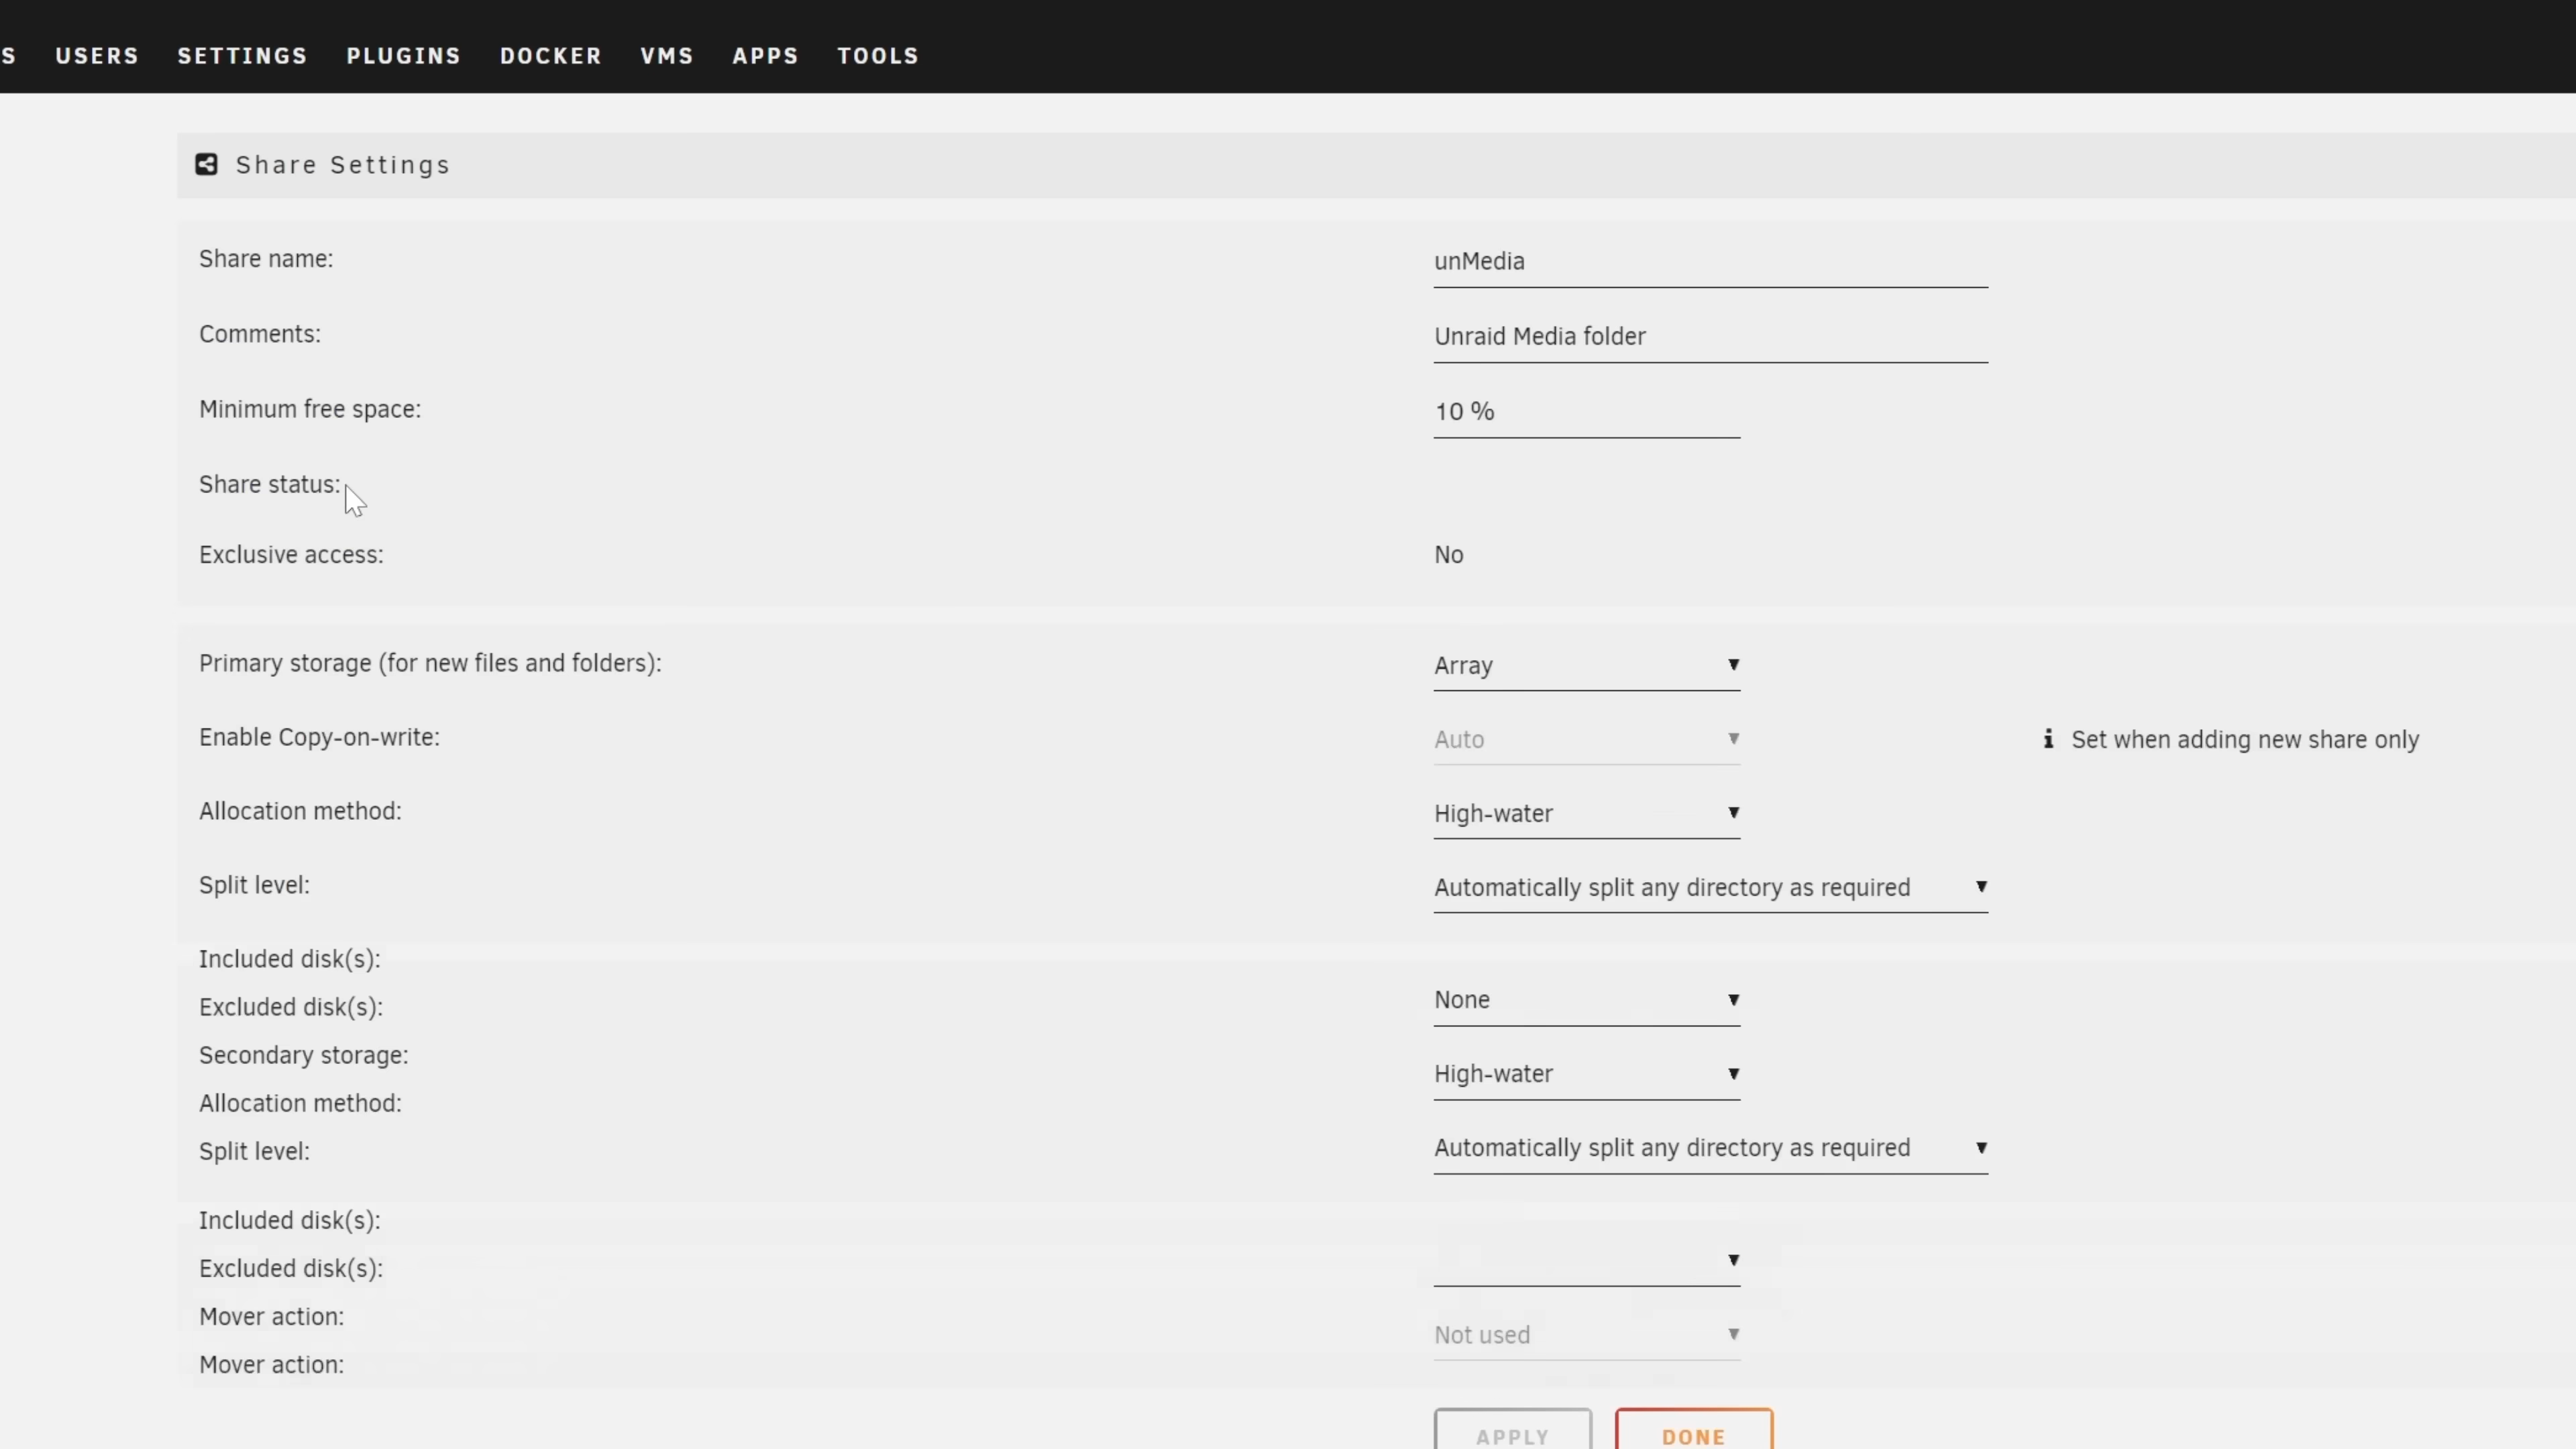 S USERS SETTINGS PLUGINS DOCKER VMS APPS TOOLS
Share Settings
Share name: unMedia
Comments: Unraid Media folder
Minimum free space: 10 %
Share status:
Exclusive access: No
Primary storage (for new files and folders): Array
Enable Copy-on-write: Auto Set when adding new share only
Allocation method: High-water
Split level: Automatically split any directory as required
Included disk(s):
Excluded disk(s): None
Secondary storage:
Allocation method: High-water
Split level: Automatically split any directory as required
Included disk(s):
Excluded disk(s):
Mover action: Not used
Mover action:
APPLY DONE